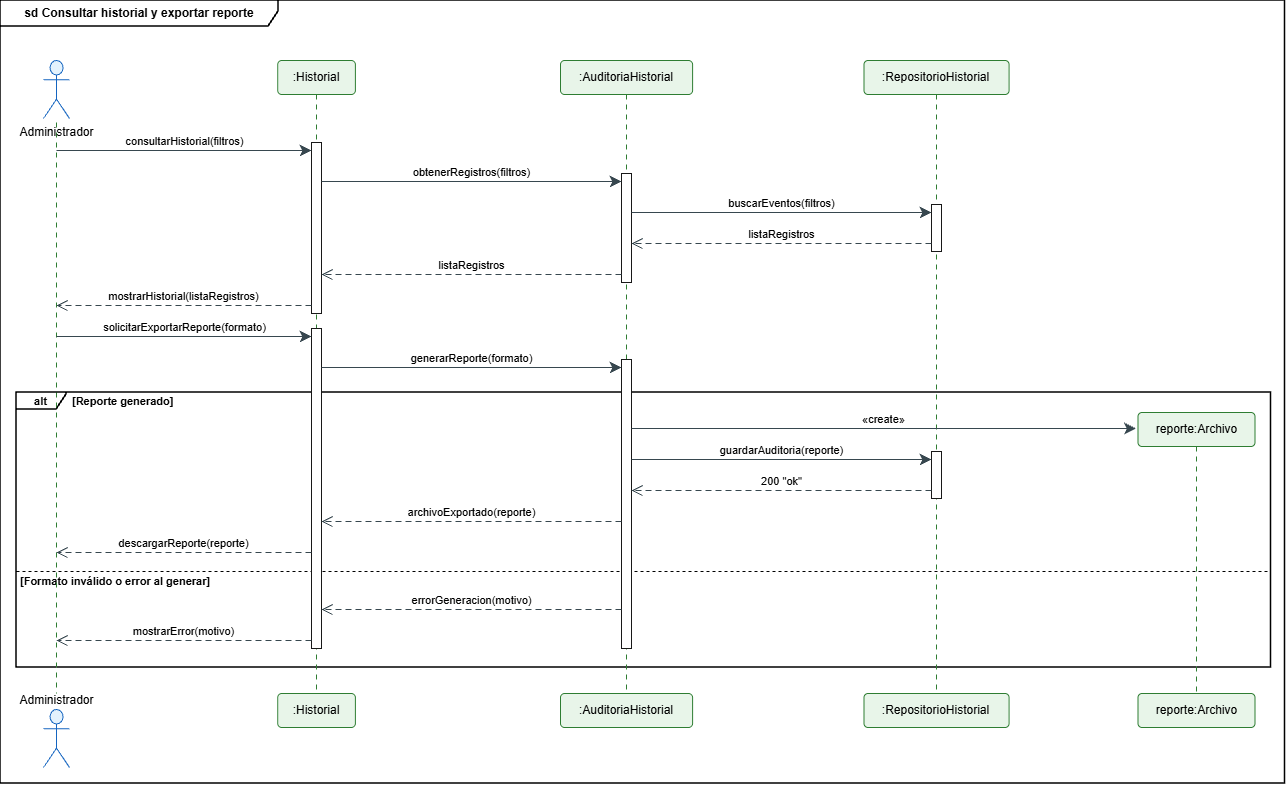 sd Consultar historial y exportar reporte
:Historial
:AuditoriaHistorial
:RepositorioHistorial
Administrador
consultarHistorial(filtros)
obtenerRegistros(filtros)
buscarEventos(filtros)
listaRegistros
listaRegistros
mostrarHistorial(listaRegistros)
solicitarExportarReporte(formato)
generarReporte(formato)
alt
[Reporte generado]
«create»
reporte:Archivo
guardarAuditoria(reporte)
200 "ok"
archivoExportado(reporte)
descargarReporte(reporte)
[Formato inválido o error al generar]
errorGeneracion(motivo)
mostrarError(motivo)
Administrador
:Historial
:AuditoriaHistorial
:RepositorioHistorial
reporte:Archivo